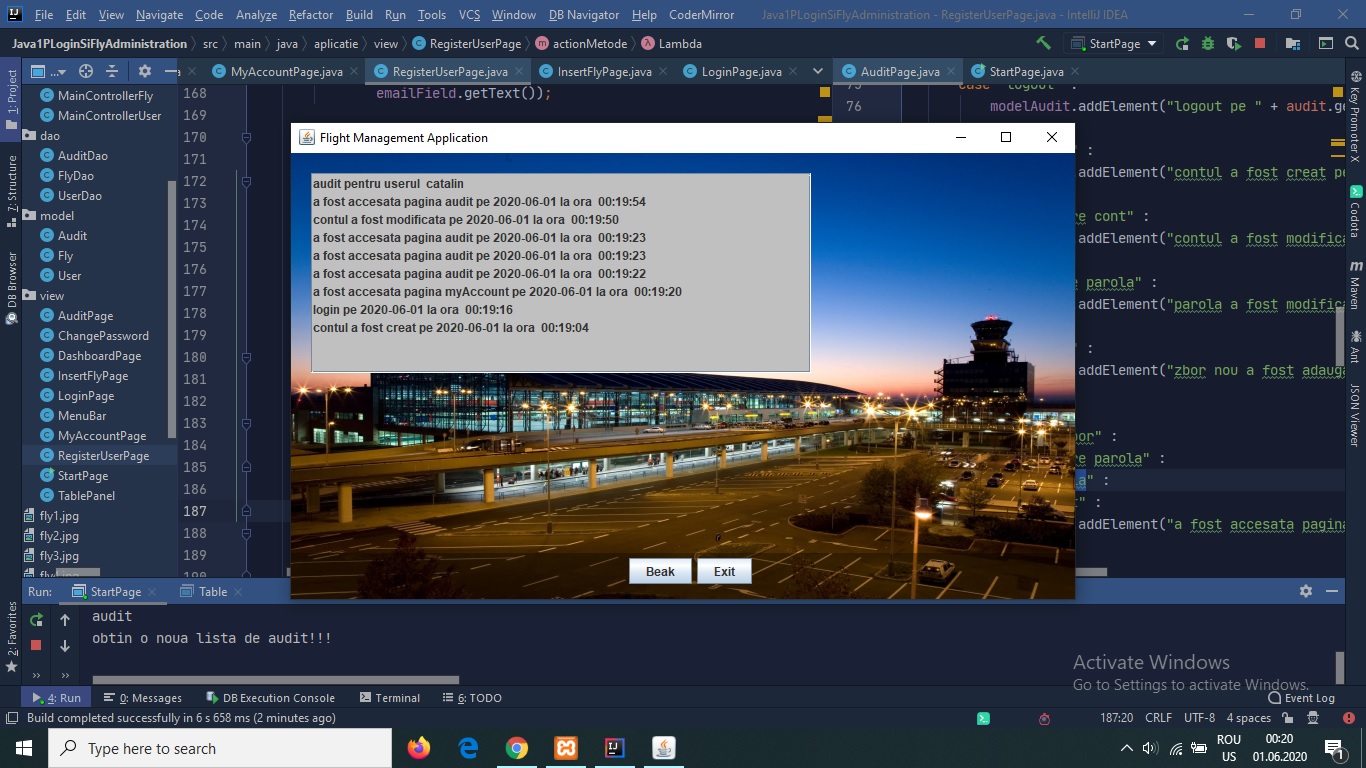 File Edit View Navigate Code Analyze Refactor Build Run Tools VCS Window DB Navigator Help CoderMirror Java1PLoginSiFlyAdministration - RegisterUserPage.java - IntelliJ IDEA
Java1PLoginSiFlyAdministration src main java aplicatie view RegisterUserPage actionMetode Lambda StartPage
MyAccountPage.java RegisterUserPage.java InsertFlyPage.java LoginPage.java AuditPage.java StartPage.java
1: Project
7: Structure
DB Browser
2: Favorites
MainControllerFly
MainControllerUser
dao
AuditDao
FlyDao
UserDao
model
Audit
Fly
User
view
AuditPage
ChangePassword
DashboardPage
InsertFlyPage
LoginPage
MenuBar
MyAccountPage
RegisterUserPage
StartPage
TablePanel
fly1.jpg
fly2.jpg
fly3.jpg
168 emailField.getText());
169
170
171
172
173
174
175
176
177
178
179
180
181
182
183
184
185
186
187
188
189
190
case "logout" :
76 modelAudit.addElement("logout pe " + audit.ge
" :
.addElement("contul a fost creat pe
re cont" :
.addElement("contul a fost modifica
e parola" :
.addElement("parola a fost modific
" :
.addElement("zbor nou a fost adaug
bor" :
re parola" :
la" :
t" :
.addElement("a fost accesata pagina
Key Promoter X
Codota
Maven
Ant
JSON Viewer
Flight Management Application
audit pentru userul catalin
a fost accesata pagina audit pe 2020-06-01 la ora 00:19:54
contul a fost modificata pe 2020-06-01 la ora 00:19:50
a fost accesata pagina audit pe 2020-06-01 la ora 00:19:23
a fost accesata pagina audit pe 2020-06-01 la ora 00:19:23
a fost accesata pagina audit pe 2020-06-01 la ora 00:19:22
a fost accesata pagina myAccount pe 2020-06-01 la ora 00:19:20
login pe 2020-06-01 la ora 00:19:16
contul a fost creat pe 2020-06-01 la ora 00:19:04
Beak Exit
Run: StartPage Table
audit
obtin o noua lista de audit!!!
Activate Windows
Go to Settings to activate Windows.
4: Run 0: Messages DB Execution Console Terminal 6: TODO Event Log
Build completed successfully in 6 s 658 ms (2 minutes ago) 187:20 CRLF UTF-8 4 spaces
Type here to search
ROU
US
00:20
01.06.2020
1